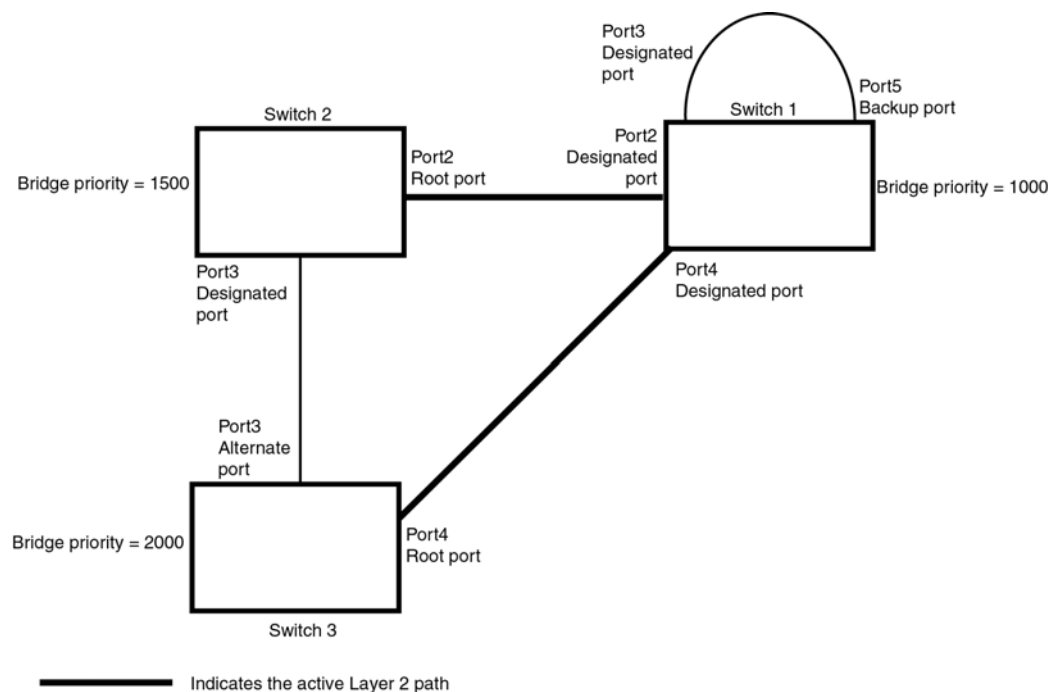 Port3
Designated
port
Port5
Backup port
Switch 1
Switch 2
Port2
Designated
port
Port2
Root port
Bridge priority = 1500
Bridge priority = 1000
Port3
Designated
port
Port4
Designated port
Port3
Alternate
port
Bridge priority = 2000
Port4
Root port
Switch 3
Indicates the active Layer 2 path